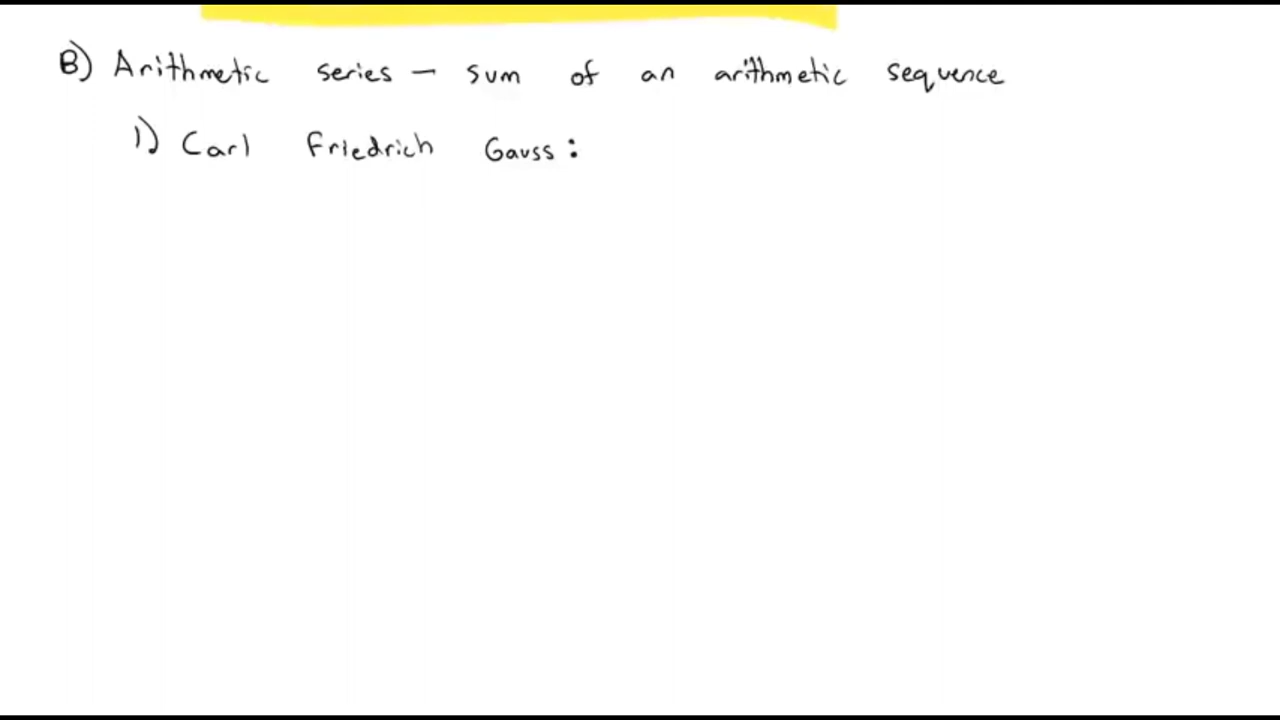 B) Arithmetic series — sum of an arithmetic sequence
1) Carl Friedrich Gauss: